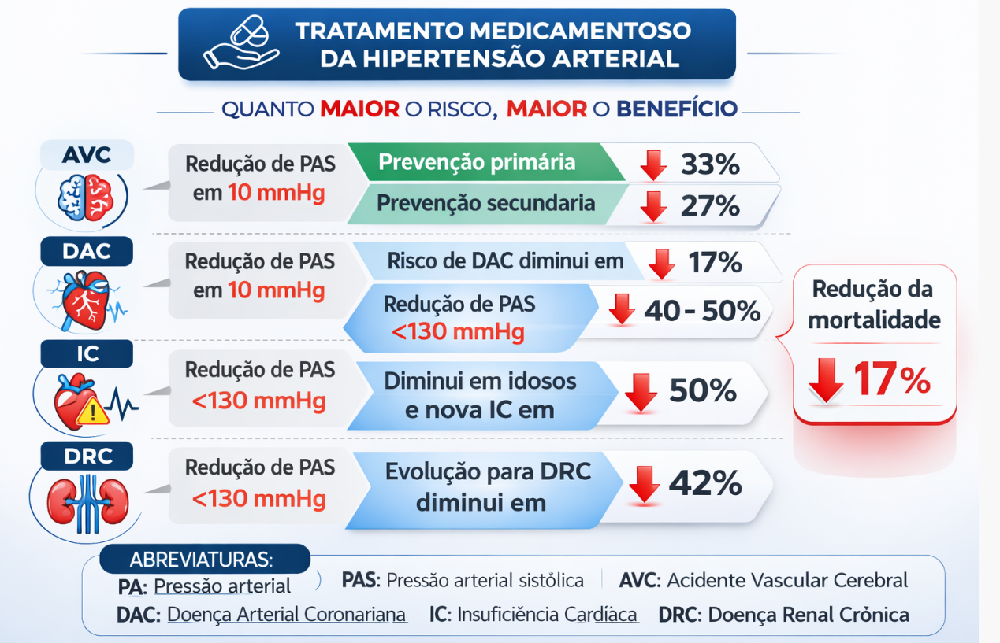 TRATAMENTO MEDICAMENTOSO
DA HIPERTENSÃO ARTERIAL
QUANTO MAIOR O RISCO, MAIOR O BENEFÍCIO
AVC
Redução de PAS
em 10 mmHg
Prevenção primária
33%
Prevenção secundaria
27%
DAC
Redução de PAS
em 10 mmHg
Risco de DAC diminui em
17%
Redução de PAS
<130 mmHg
40 - 50%
IC
Redução de PAS
<130 mmHg
Diminui em idosos
e nova IC em
50%
DRC
Redução de PAS
<130 mmHg
Evolução para DRC
diminui em
42%
Redução da
mortalidade
17%
ABREVIATURAS:
PA: Pressão arterial
PAS: Pressão arterial sistólica
AVC: Acidente Vascular Cerebral
DAC: Doença Arterial Coronariana
IC: Insuficiência Cardíaca
DRC: Doença Renal Crônica